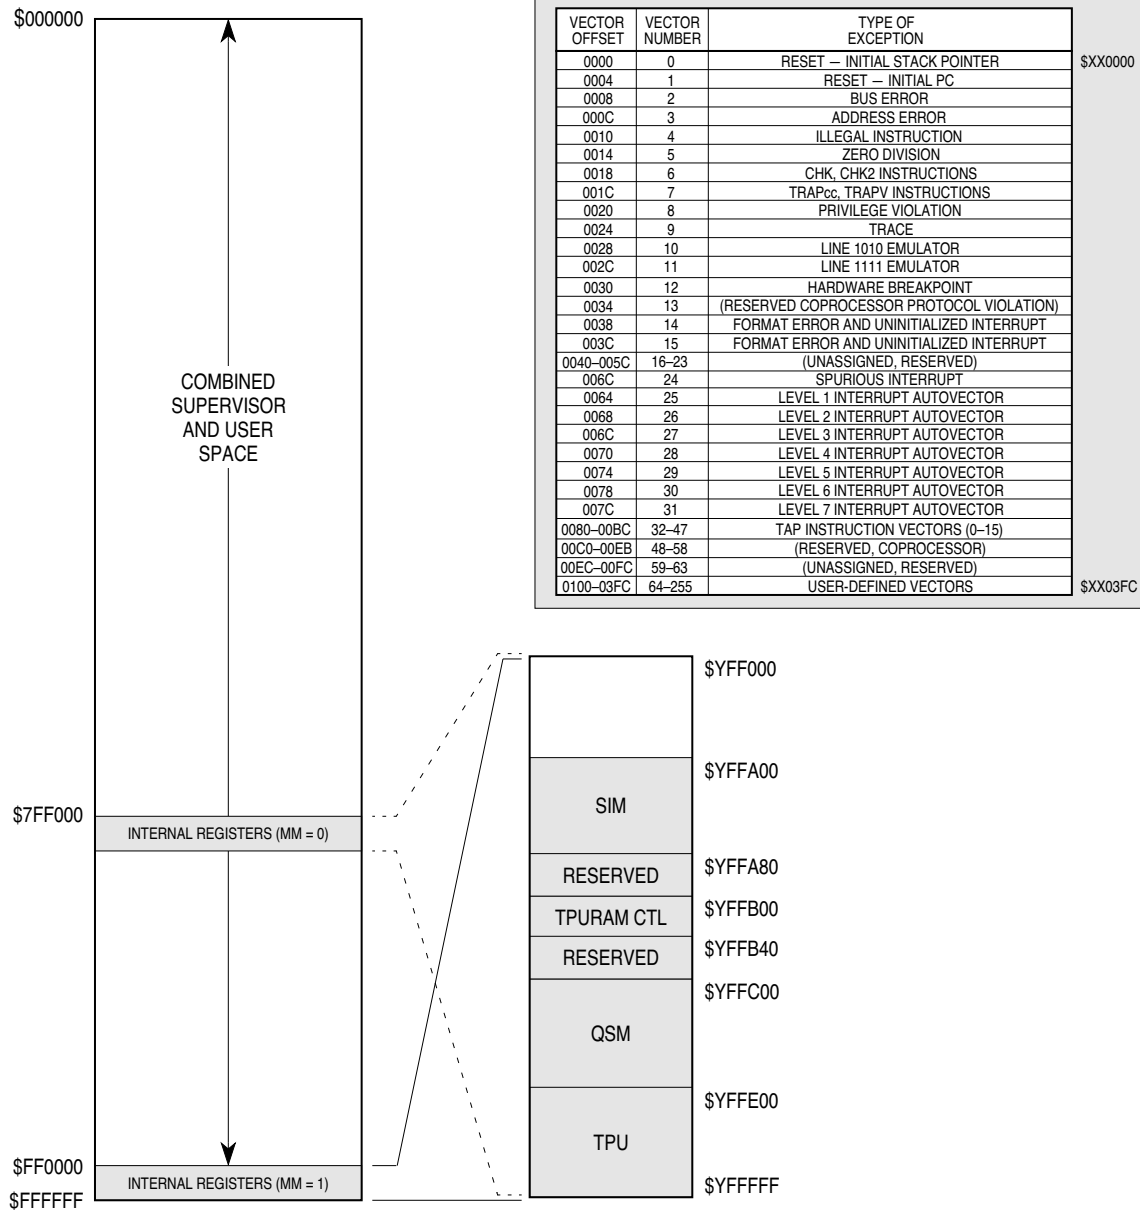 $000000
COMBINED
SUPERVISOR
AND USER
SPACE
$7FF000
INTERNAL REGISTERS (MM = 0)
$FF0000
INTERNAL REGISTERS (MM = 1)
$FFFFFF
VECTOR OFFSET VECTOR NUMBER TYPE OF EXCEPTION
0000 0 RESET — INITIAL STACK POINTER $XX0000
0004 1 RESET — INITIAL PC
0008 2 BUS ERROR
000C 3 ADDRESS ERROR
0010 4 ILLEGAL INSTRUCTION
0014 5 ZERO DIVISION
0018 6 CHK, CHK2 INSTRUCTIONS
001C 7 TRAPcc, TRAPV INSTRUCTIONS
0020 8 PRIVILEGE VIOLATION
0024 9 TRACE
0028 10 LINE 1010 EMULATOR
002C 11 LINE 1111 EMULATOR
0030 12 HARDWARE BREAKPOINT
0034 13 (RESERVED COPROCESSOR PROTOCOL VIOLATION)
0038 14 FORMAT ERROR AND UNINITIALIZED INTERRUPT
003C 15 FORMAT ERROR AND UNINITIALIZED INTERRUPT
0040–005C 16–23 (UNASSIGNED, RESERVED)
006C 24 SPURIOUS INTERRUPT
0064 25 LEVEL 1 INTERRUPT AUTOVECTOR
0068 26 LEVEL 2 INTERRUPT AUTOVECTOR
006C 27 LEVEL 3 INTERRUPT AUTOVECTOR
0070 28 LEVEL 4 INTERRUPT AUTOVECTOR
0074 29 LEVEL 5 INTERRUPT AUTOVECTOR
0078 30 LEVEL 6 INTERRUPT AUTOVECTOR
007C 31 LEVEL 7 INTERRUPT AUTOVECTOR
0080–00BC 32–47 TAP INSTRUCTION VECTORS (0–15)
00C0–00EB 48–58 (RESERVED, COPROCESSOR)
00EC–00FC 59–63 (UNASSIGNED, RESERVED)
0100–03FC 64–255 USER-DEFINED VECTORS $XX03FC
$YFF000
$YFFA00
SIM
$YFFA80
RESERVED
$YFFB00
TPURAM CTL
$YFFB40
RESERVED
$YFFC00
QSM
$YFFE00
TPU
$YFFFFF